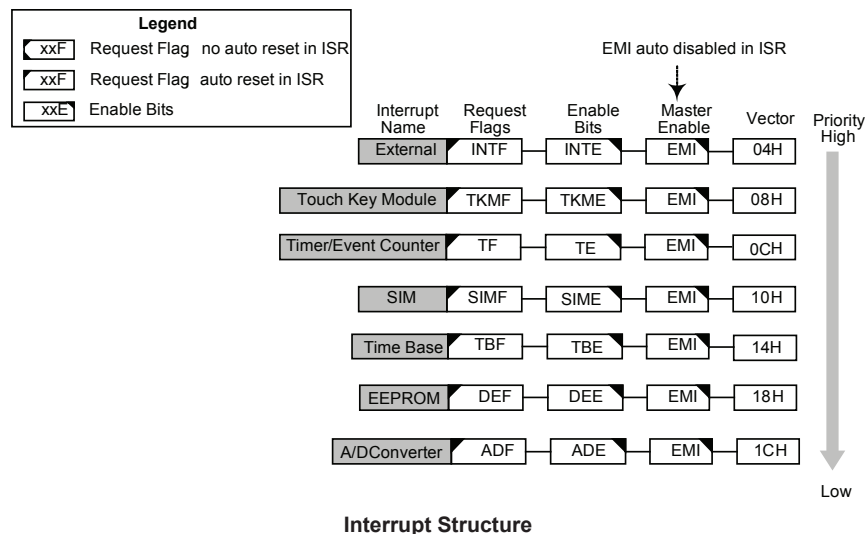 Legend
xxF Request Flag no auto reset in ISR
xxF Request Flag auto reset in ISR
xxE Enable Bits
EMI auto disabled in ISR
Interrupt Name Request Flags Enable Bits Master Enable Vector Priority High
External INTF INTE EMI 04H
Touch Key Module TKMF TKME EMI 08H
Timer/Event Counter TF TE EMI 0CH
SIM SIMF SIME EMI 10H
Time Base TBF TBE EMI 14H
EEPROM DEF DEE EMI 18H
A/DConverter ADF ADE EMI 1CH
Low
Interrupt Structure